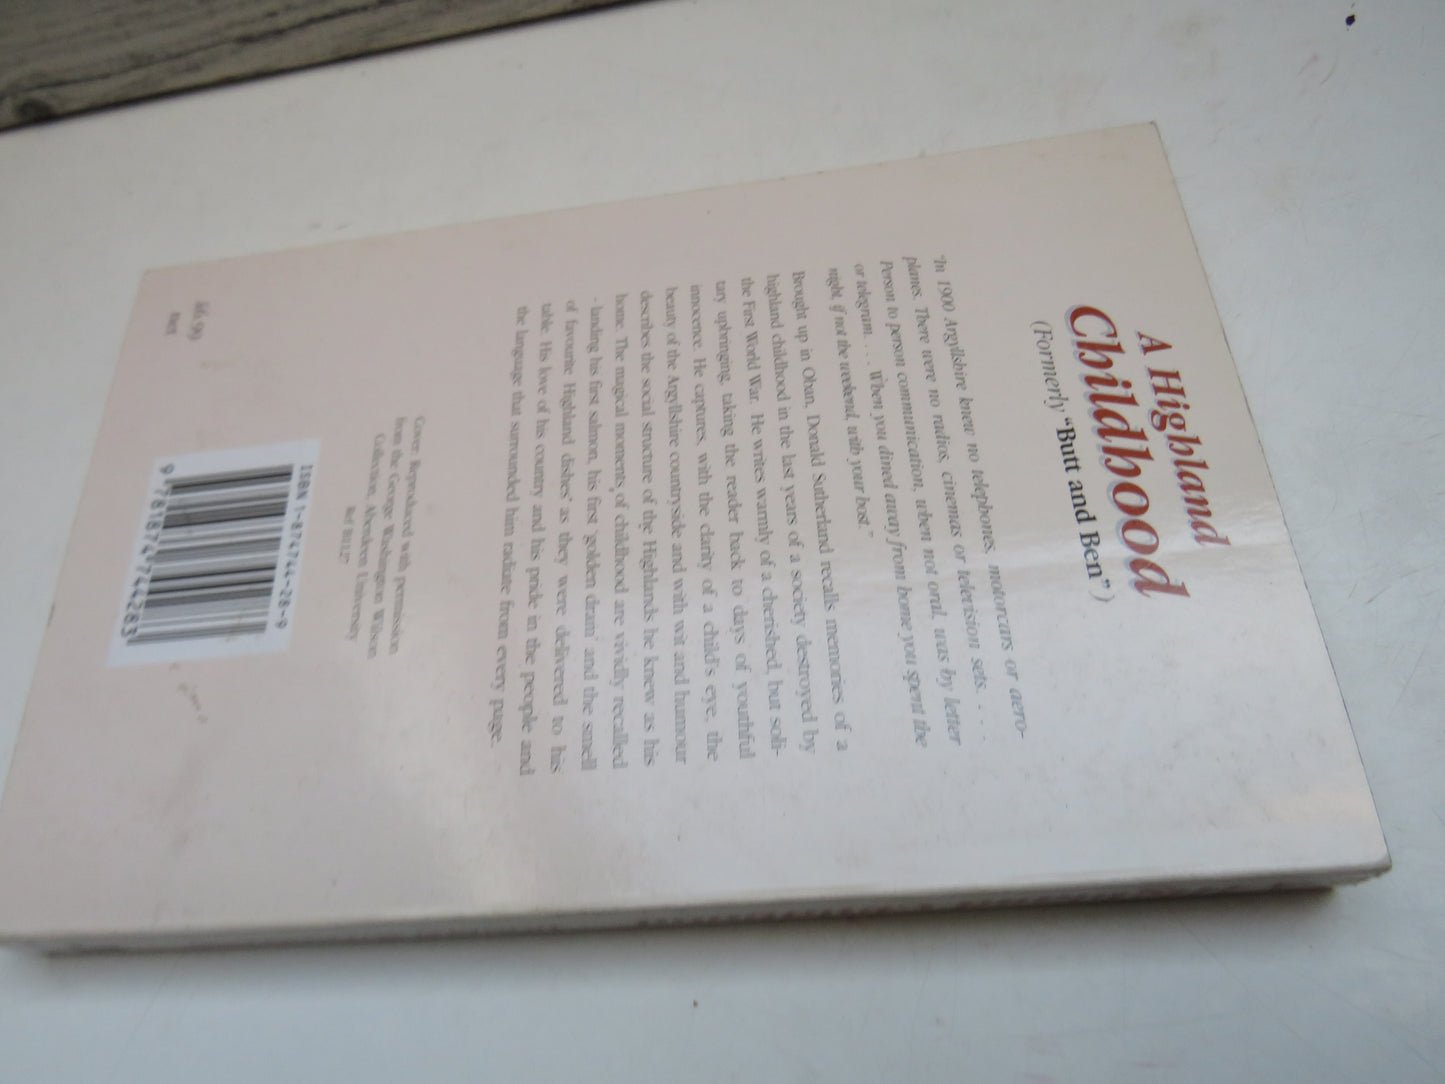 A Highland
Childhood
(Formerly "Butt and Ben")
"In 1900 Argyllshire knew no telephones, motorcars or aero-
planes. There were no radios, cinemas or television sets. . . .
Person to person communication, when not oral, was by letter
or telegram. . . . When you dined away from home you spent the
night, if not the weekend, with your host."
Brought up in Oban, Donald Sutherland recalls memories of a
highland childhood in the last years of a society destroyed by
the First World War. He writes warmly of a cherished, but soli-
tary upbringing, taking the reader back to days of youthful
innocence. He captures, with the clarity of a child's eye, the
beauty of the Argyllshire countryside and with wit and humour
describes the social structure of the Highlands he knew as his
home. The magical moments of childhood are vividly recalled
- landing his first salmon, his first 'golden dram' and the smell
of favourite Highland dishes' as they were delivered to his
table. His love of his country and his pride in the people and
the language that surrounded him radiate from every page.
Cover: Reproduced with permission
from the George Washington Wilson
Collection, Aberdeen University
ISBN 1-874744-28-9
9 781874 744283
£6.99
net